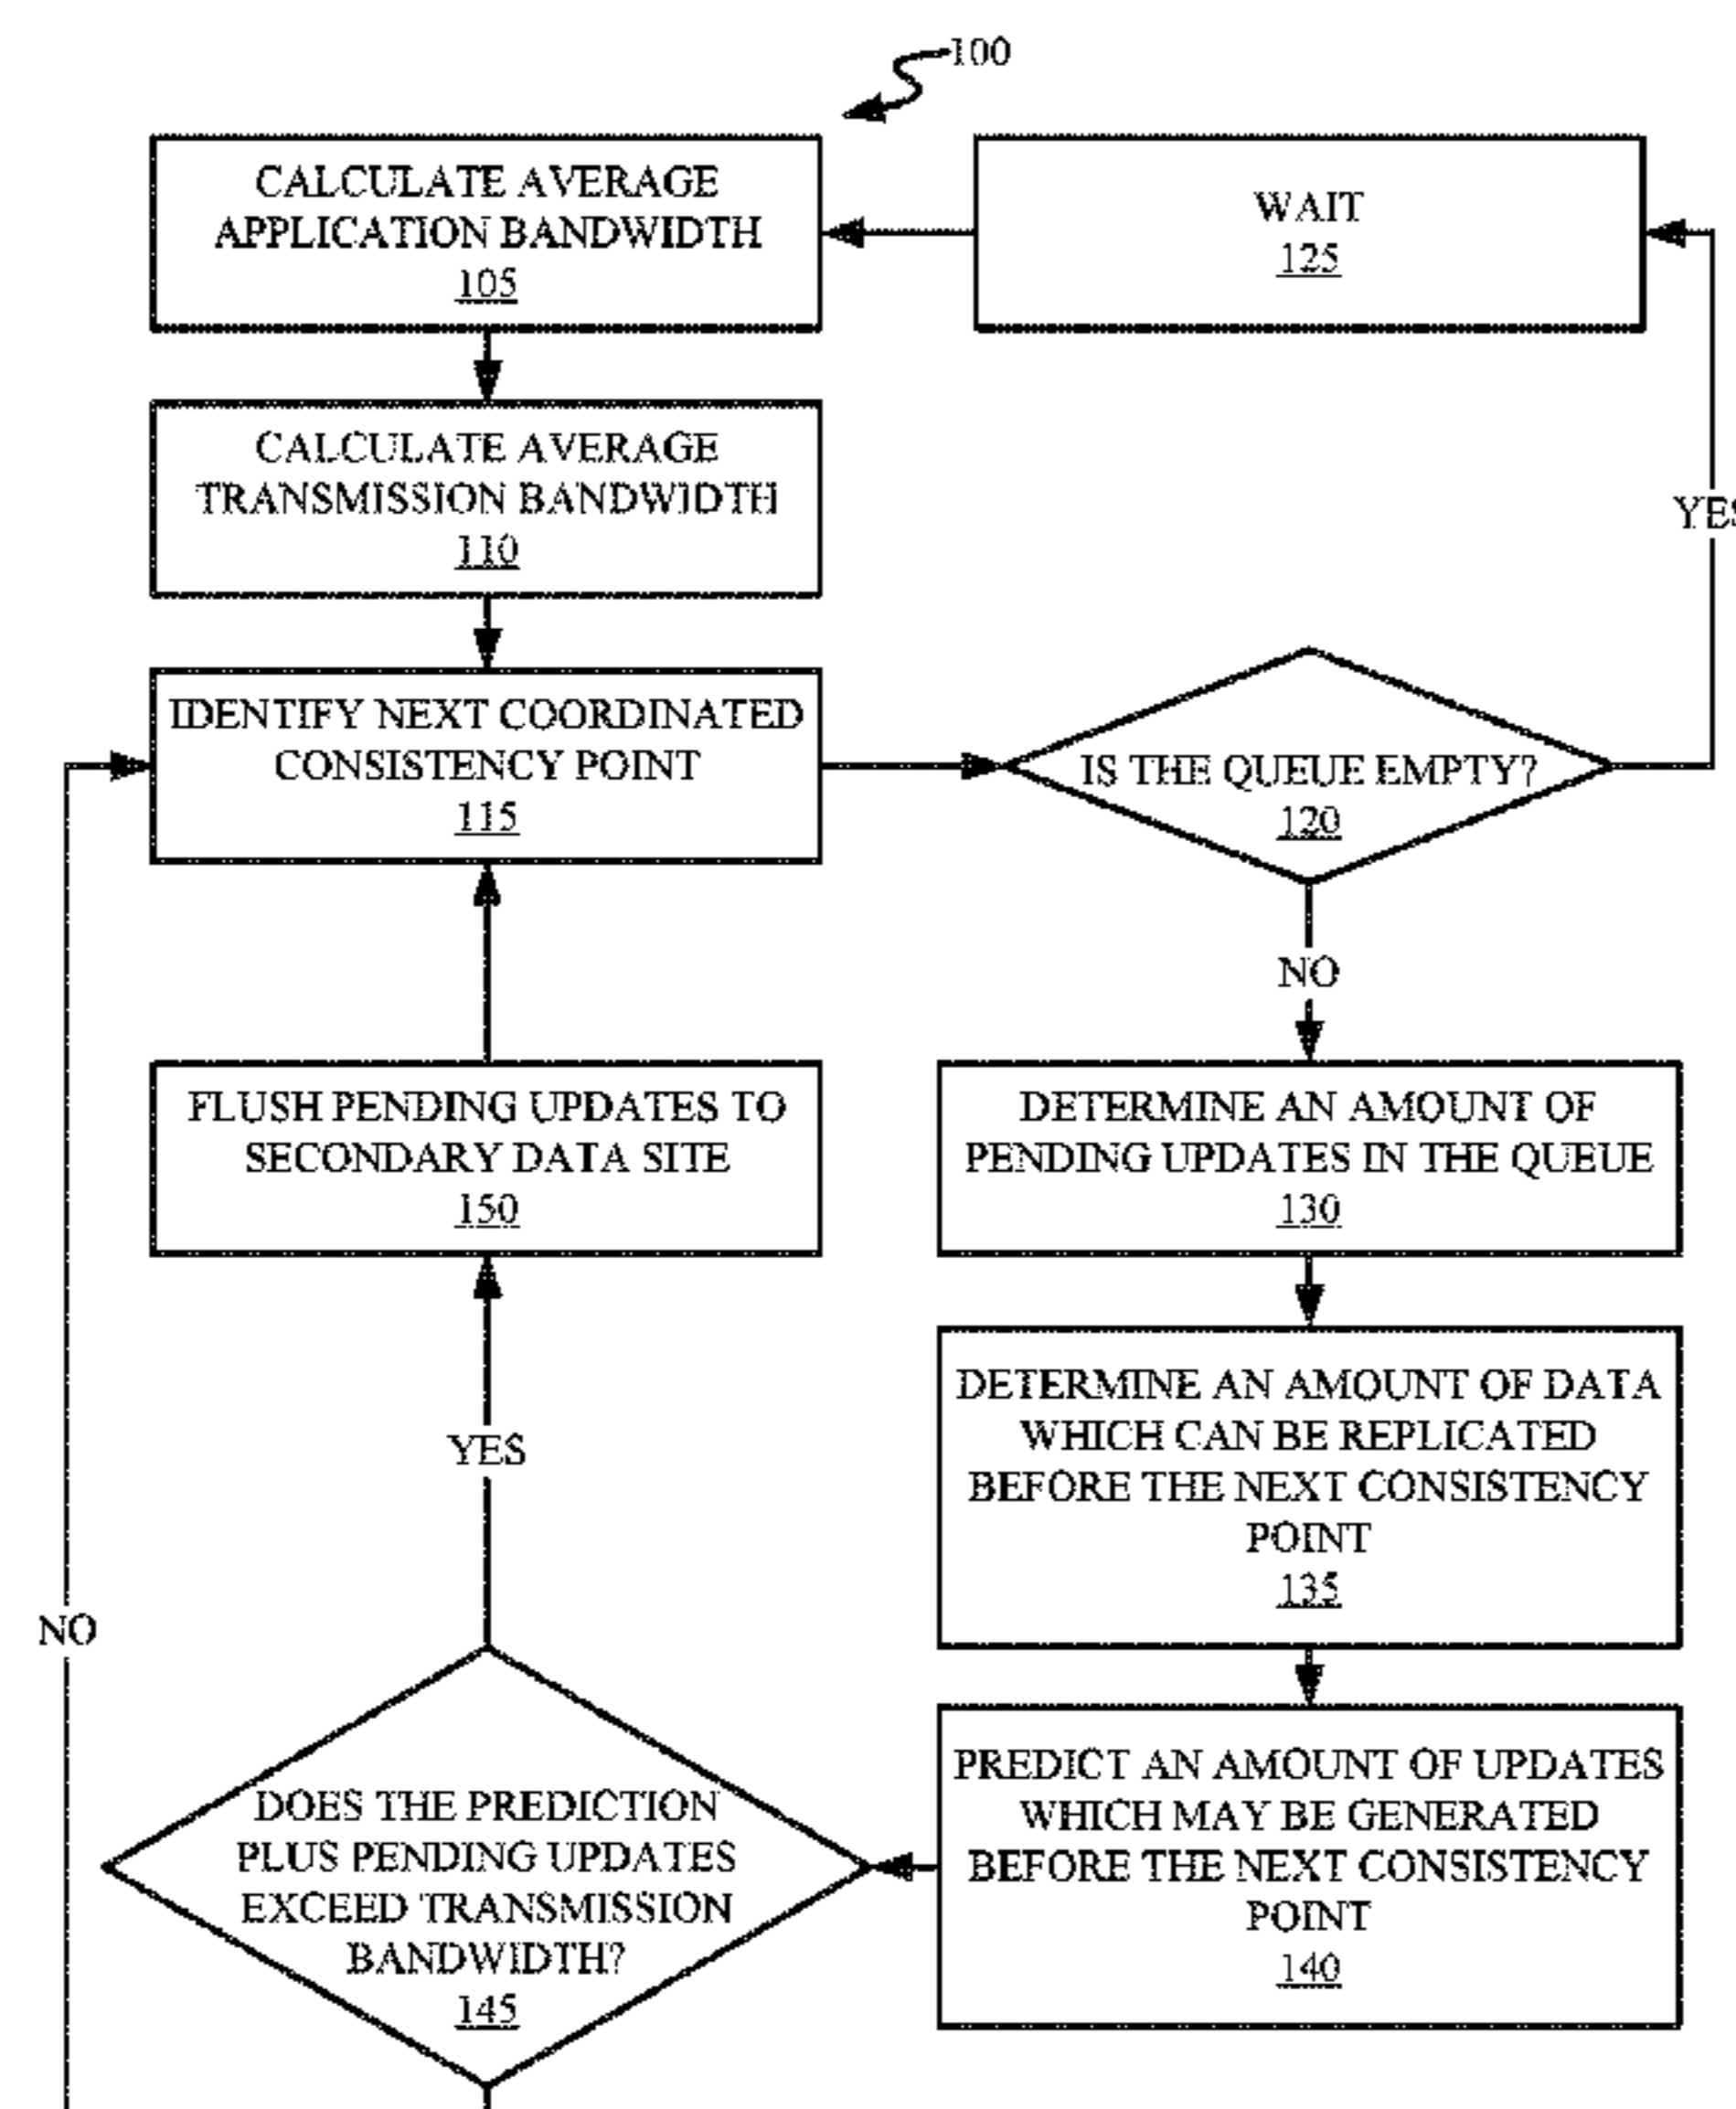 100
CALCULATE AVERAGE
APPLICATION BANDWIDTH
105
WAIT
125
CALCULATE AVERAGE
TRANSMISSION BANDWIDTH
110
YES
IDENTIFY NEXT COORDINATED
CONSISTENCY POINT
115
IS THE QUEUE EMPTY?
120
NO
FLUSH PENDING UPDATES TO
SECONDARY DATA SITE
150
DETERMINE AN AMOUNT OF
PENDING UPDATES IN THE QUEUE
130
DETERMINE AN AMOUNT OF DATA
WHICH CAN BE REPLICATED
BEFORE THE NEXT CONSISTENCY
POINT
135
YES
NO
PREDICT AN AMOUNT OF UPDATES
WHICH MAY BE GENERATED
BEFORE THE NEXT CONSISTENCY
POINT
140
DOES THE PREDICTION
PLUS PENDING UPDATES
EXCEED TRANSMISSION
BANDWIDTH?
145